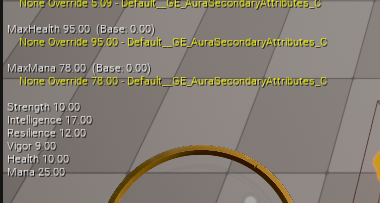 None Override 5.09 - Default__GE_AuraSecondaryAttributes_C
MaxHealth 95.00 (Base: 0.00)
None Override 95.00 - Default__GE_AuraSecondaryAttributes_C
MaxMana 78.00 (Base: 0.00)
None Override 78.00 - Default__GE_AuraSecondaryAttributes_C
Strength 10.00
Intelligence 17.00
Resilience 12.00
Vigor 9.00
Health 10.00
Mana 25.00